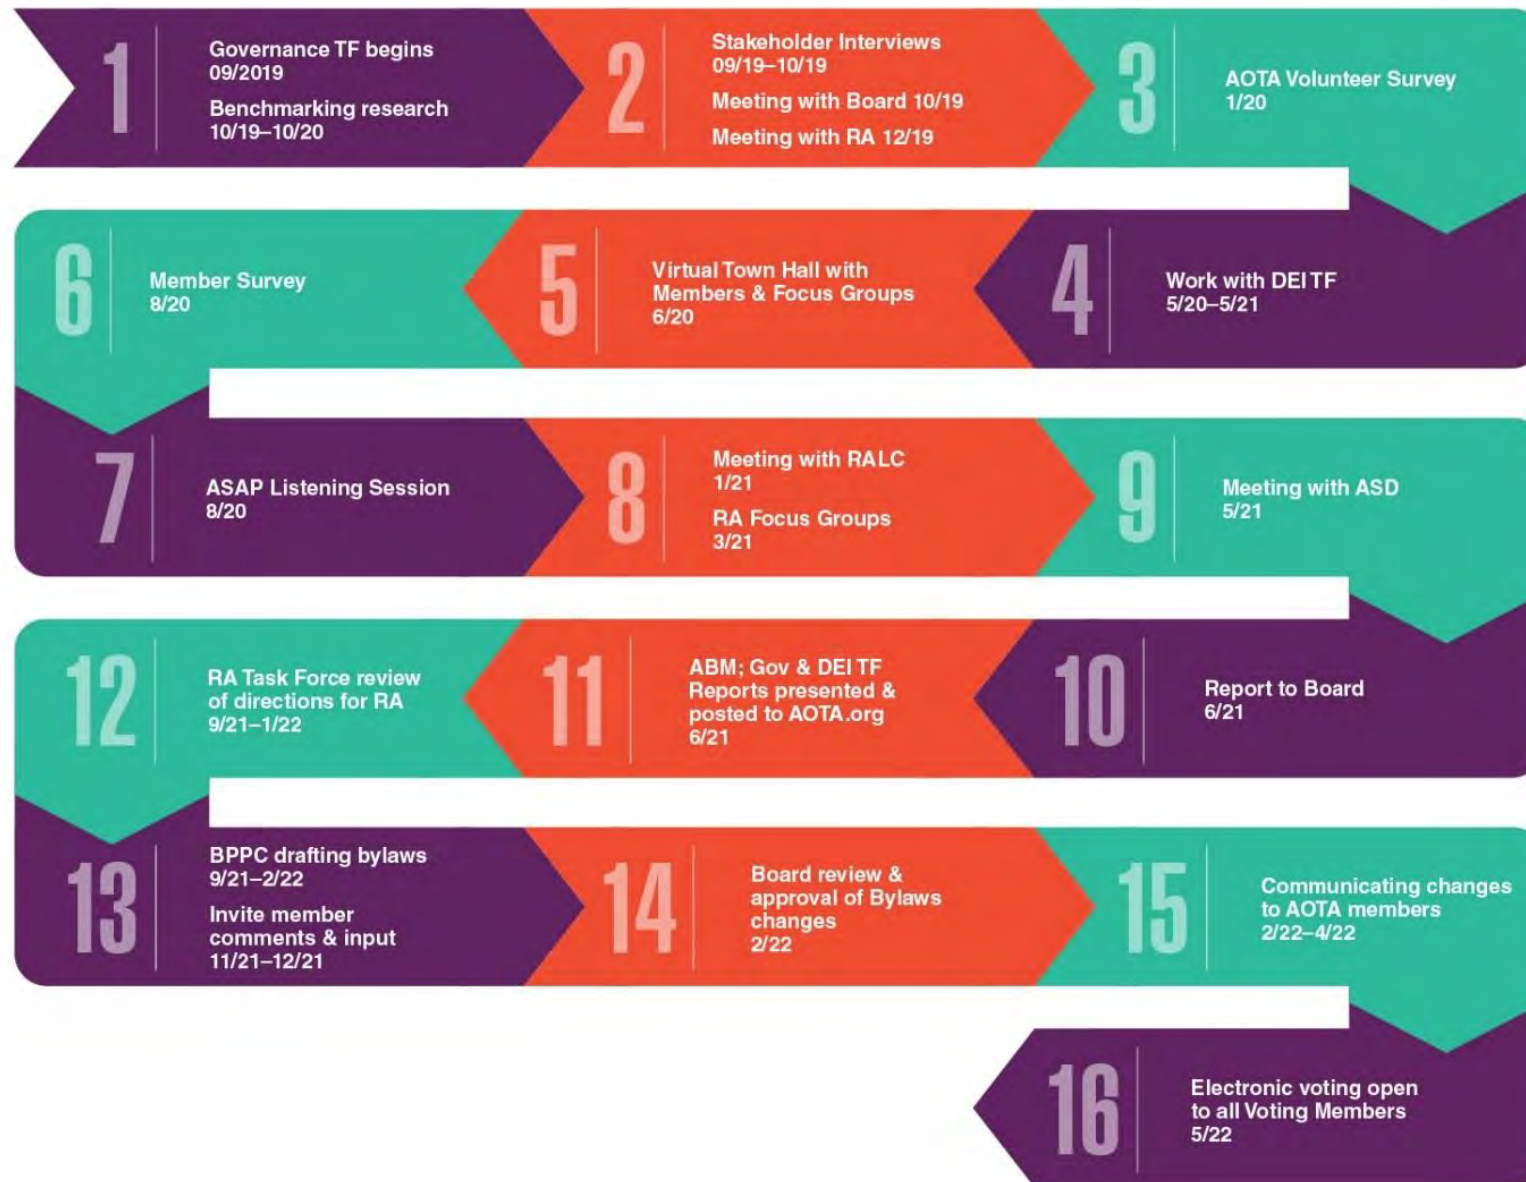 1
Governance TF begins
09/2019
Benchmarking research
10/19–10/20
2
Stakeholder Interviews
09/19–10/19
Meeting with Board 10/19
Meeting with RA 12/19
3
AOTA Volunteer Survey
1/20
4
Work with DEI TF
5/20–5/21
5
Virtual Town Hall with
Members & Focus Groups
6/20
6
Member Survey
8/20
7
ASAP Listening Session
8/20
8
Meeting with RALC
1/21
RA Focus Groups
3/21
9
Meeting with ASD
5/21
10
Report to Board
6/21
11
ABM; Gov & DEI TF
Reports presented &
posted to AOTA.org
6/21
12
RA Task Force review
of directions for RA
9/21–1/22
13
BPPC drafting bylaws
9/21–2/22
Invite member
comments & input
11/21–12/21
14
Board review &
approval of Bylaws
changes
2/22
15
Communicating changes
to AOTA members
2/22–4/22
16
Electronic voting open
to all Voting Members
5/22